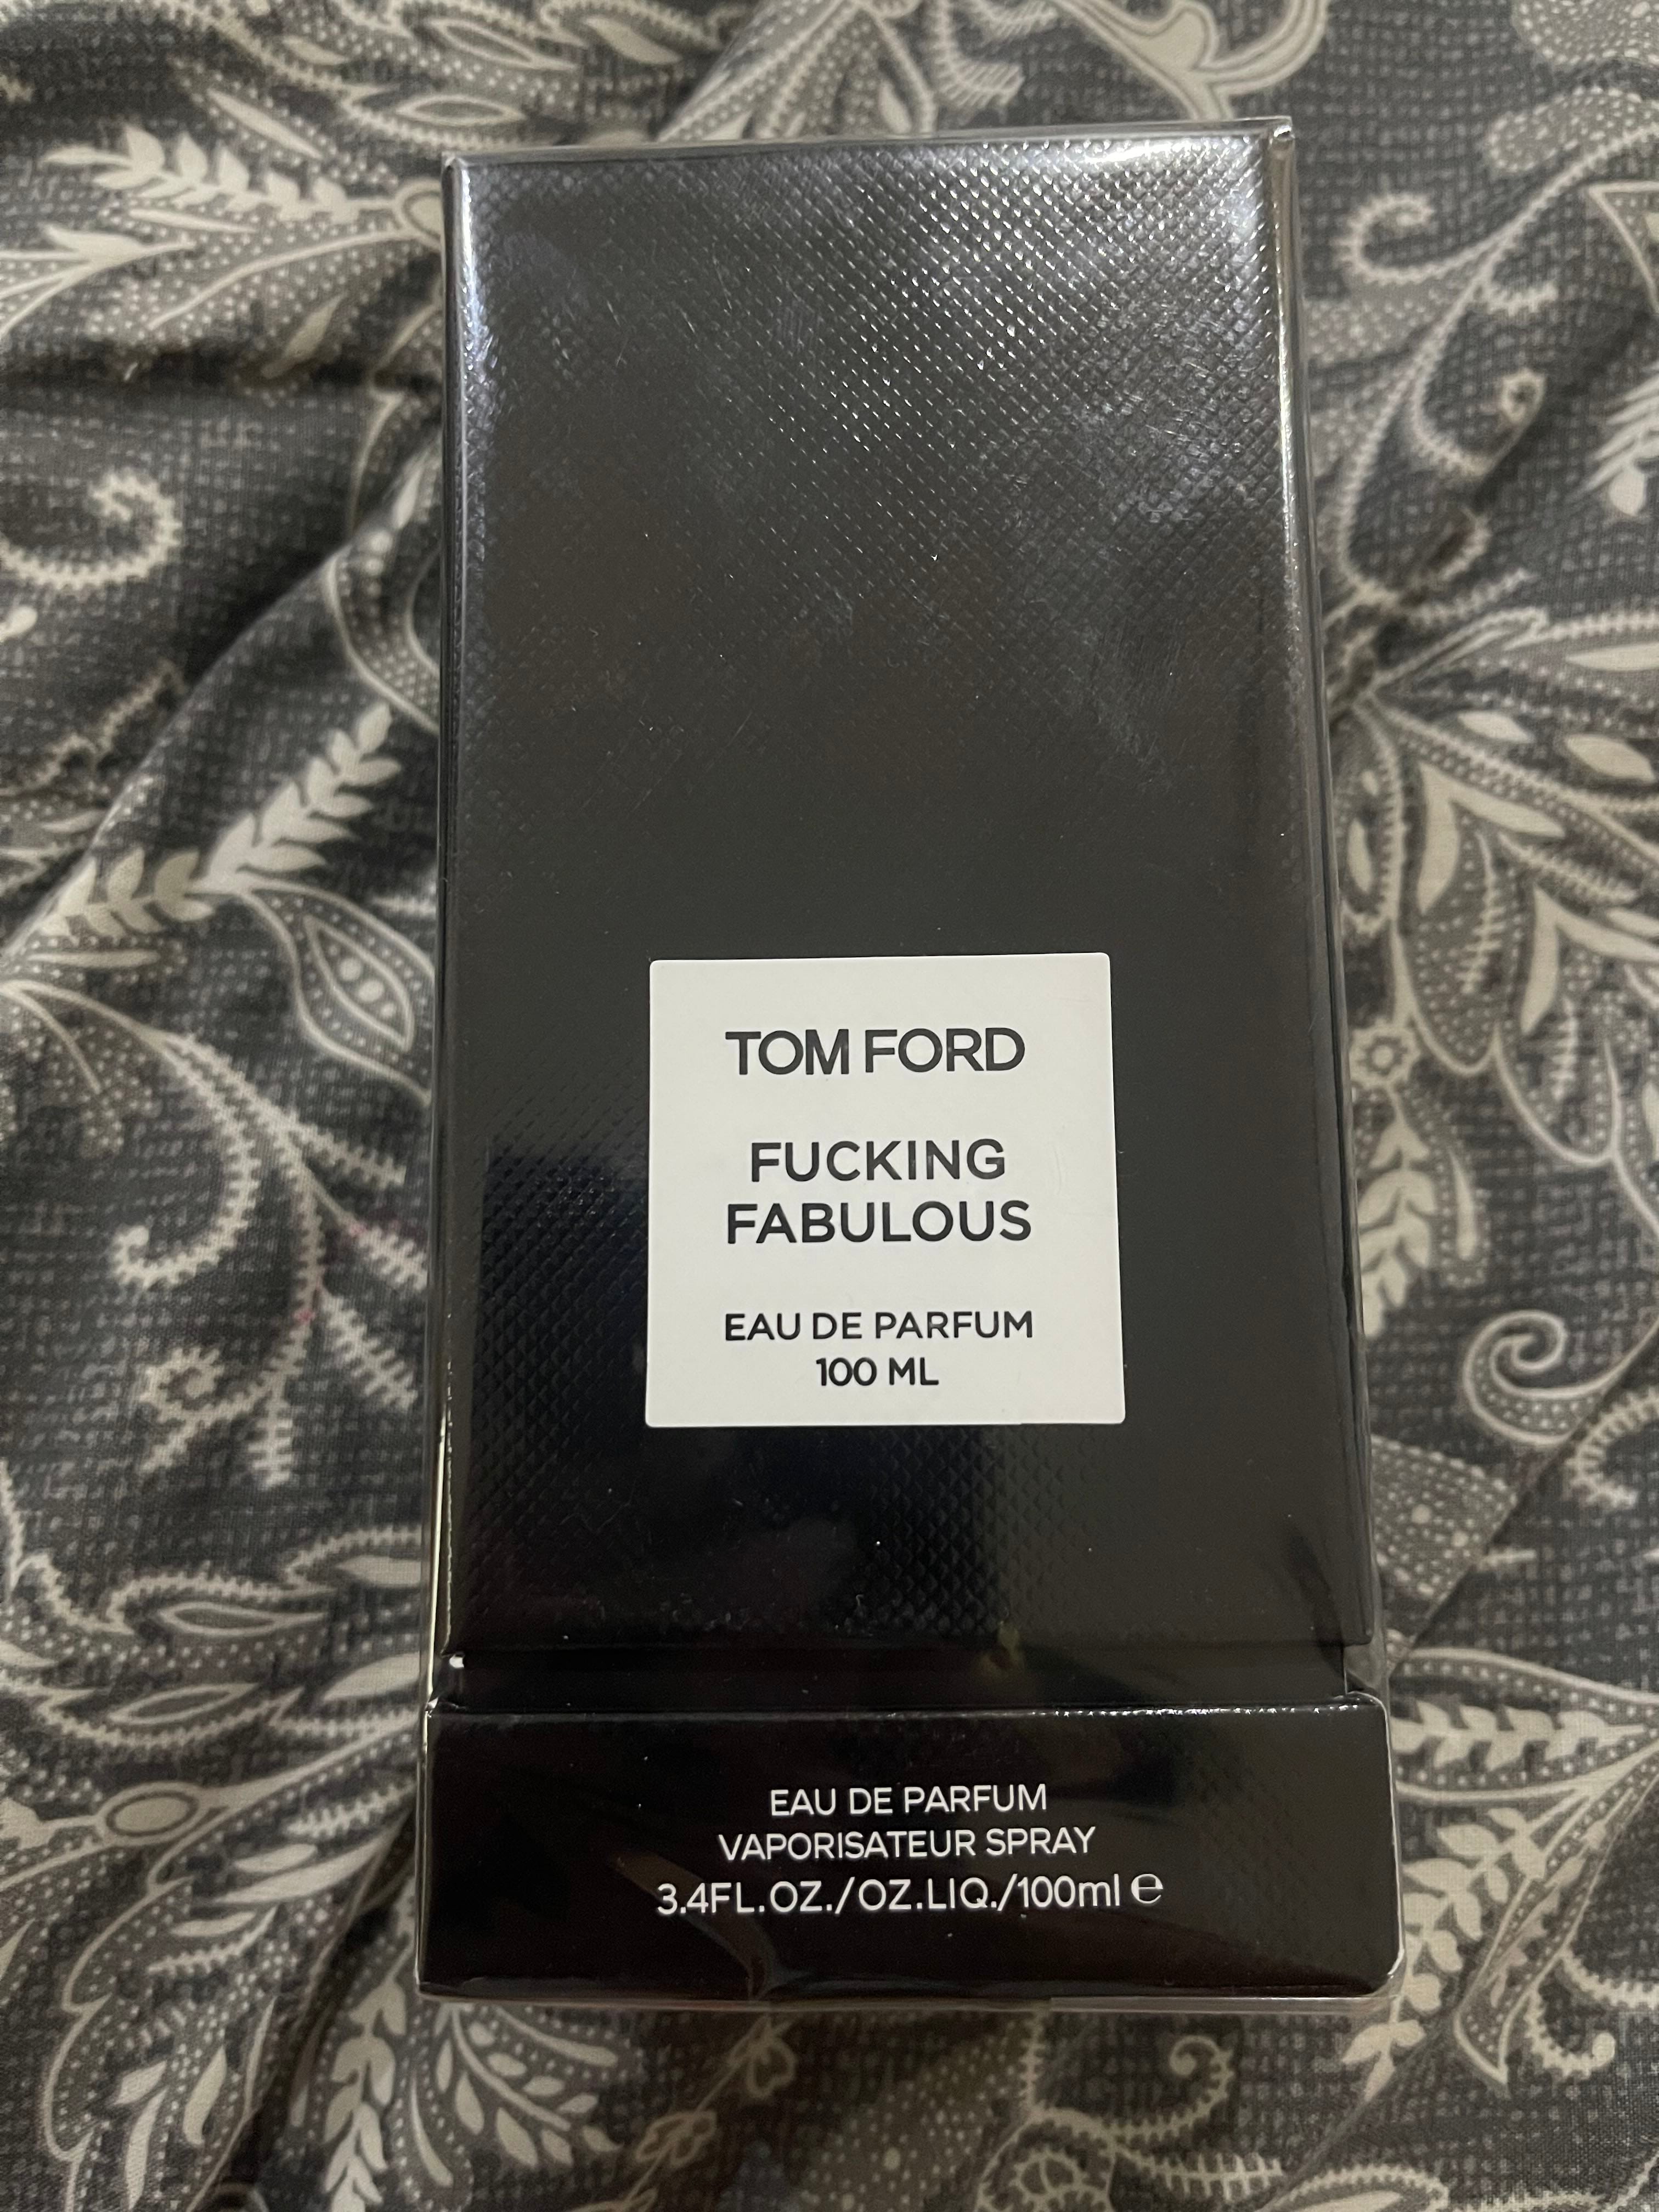 TOM FORD
FUCKING
FABULOUS
EAU DE PARFUM
100 ML
EAU DE PARFUM
VAPORISATEUR SPRAY
3.4FL.OZ./OZ.LIQ./100ml ℮